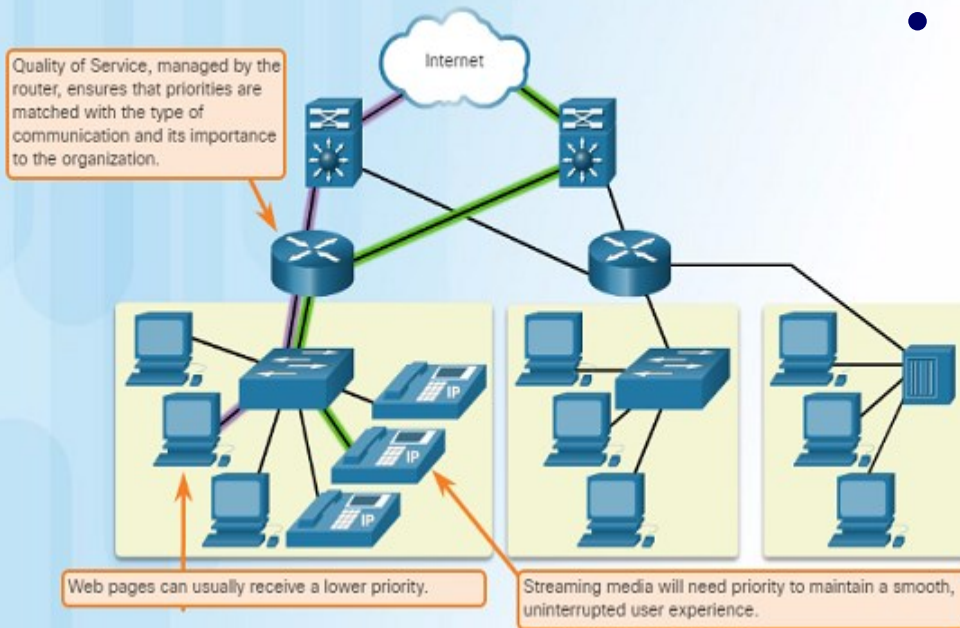 Internet
Quality of Service, managed by the
router, ensures that priorities are
matched with the type of
communication and its importance
to the organization.
IP
IP
IP
Web pages can usually receive a lower priority.
Streaming media will need priority to maintain a smooth,
uninterrupted user experience.